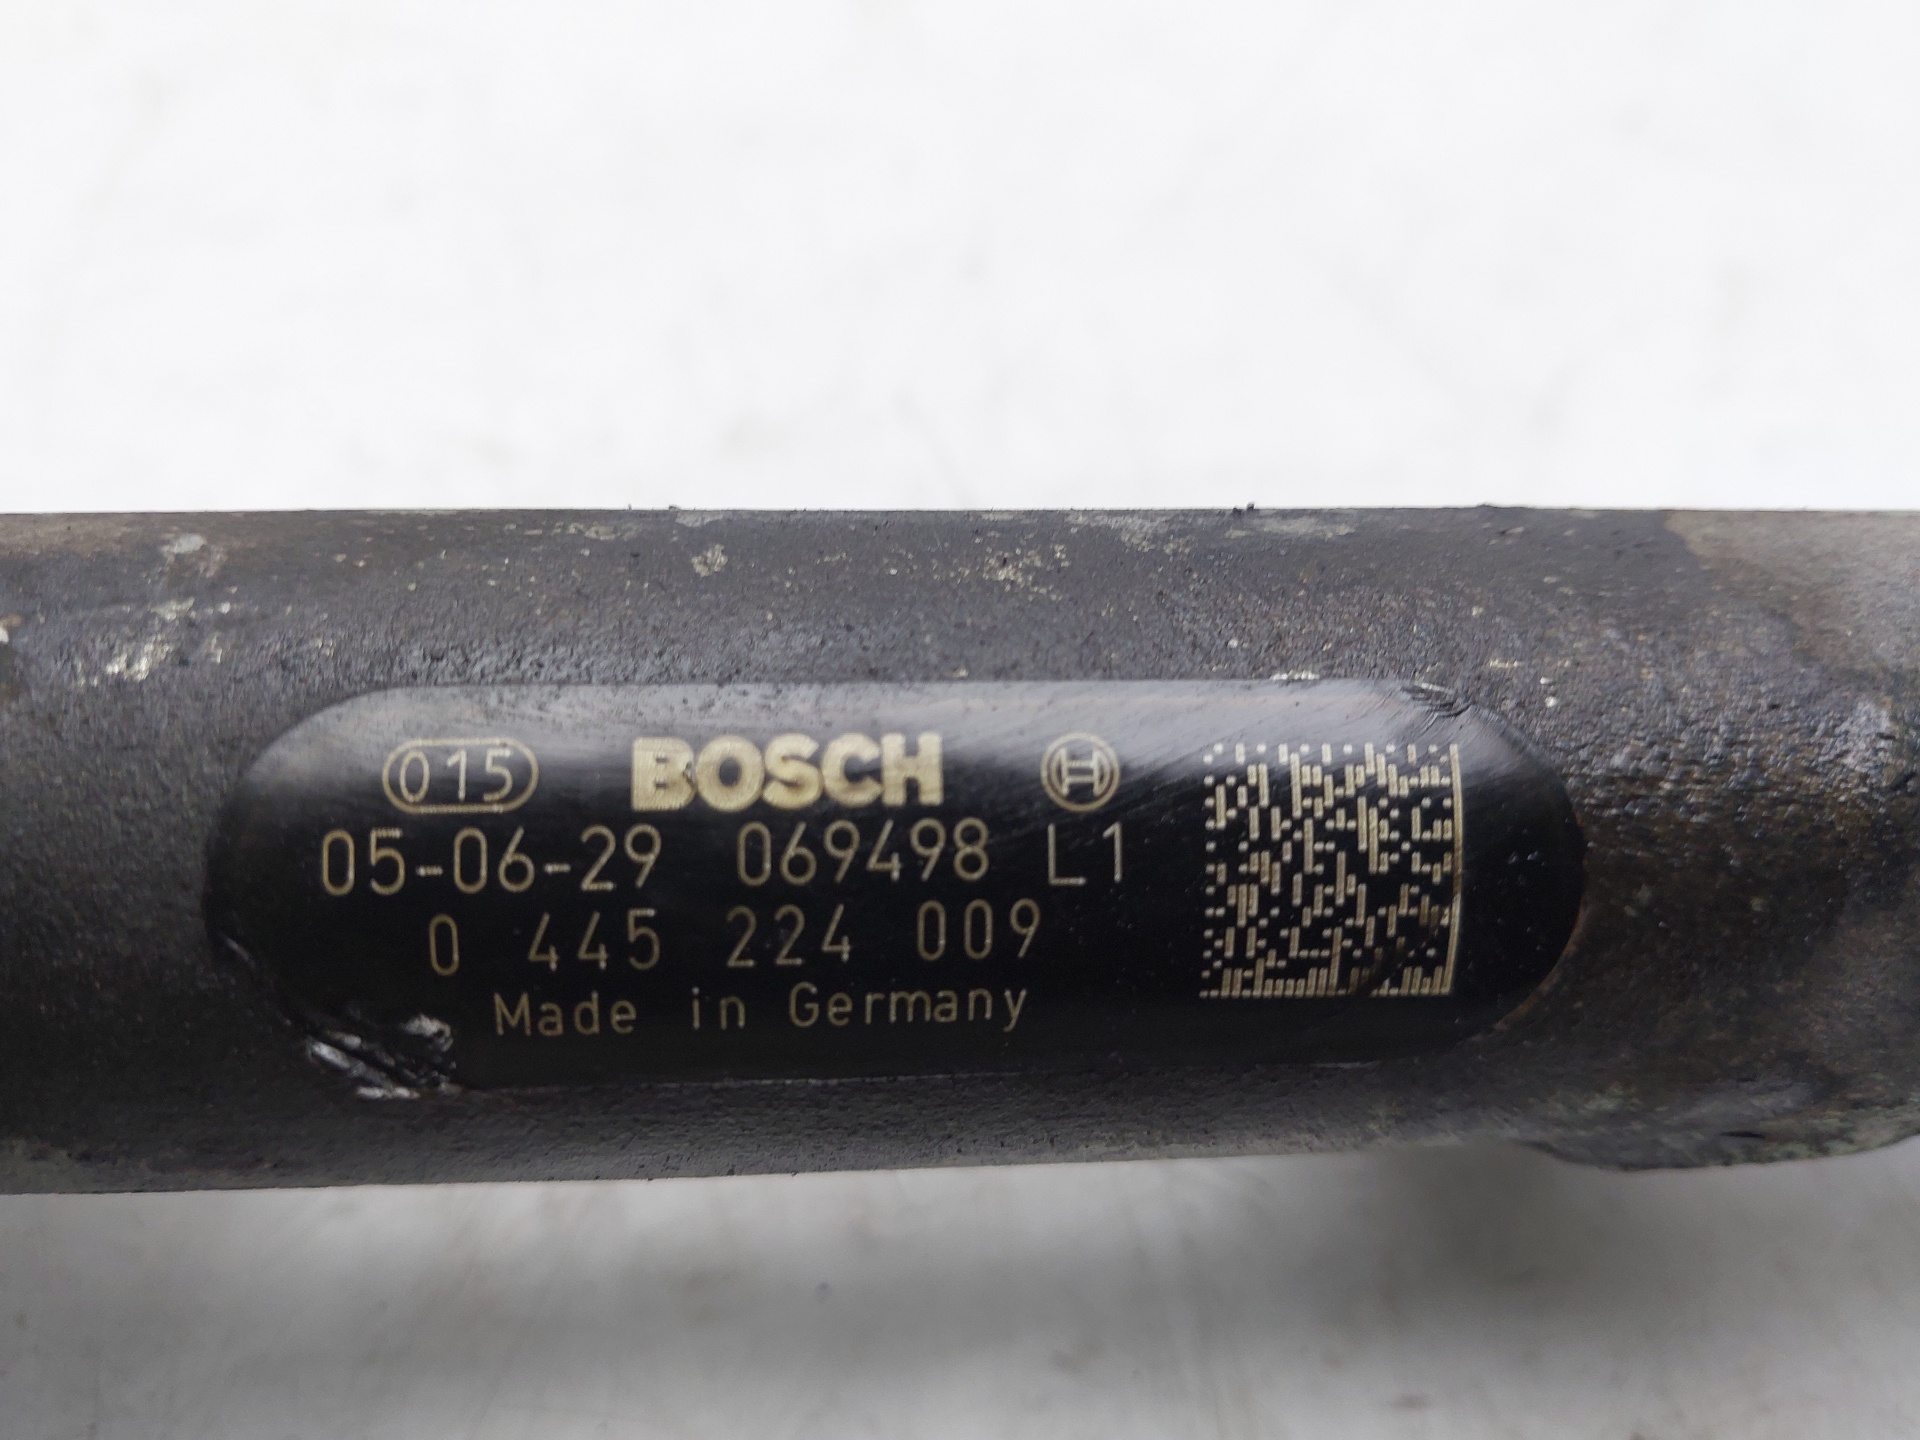 015 BOSCH
05-06-29 069498 L1
0 445 224 009
Made in Germany